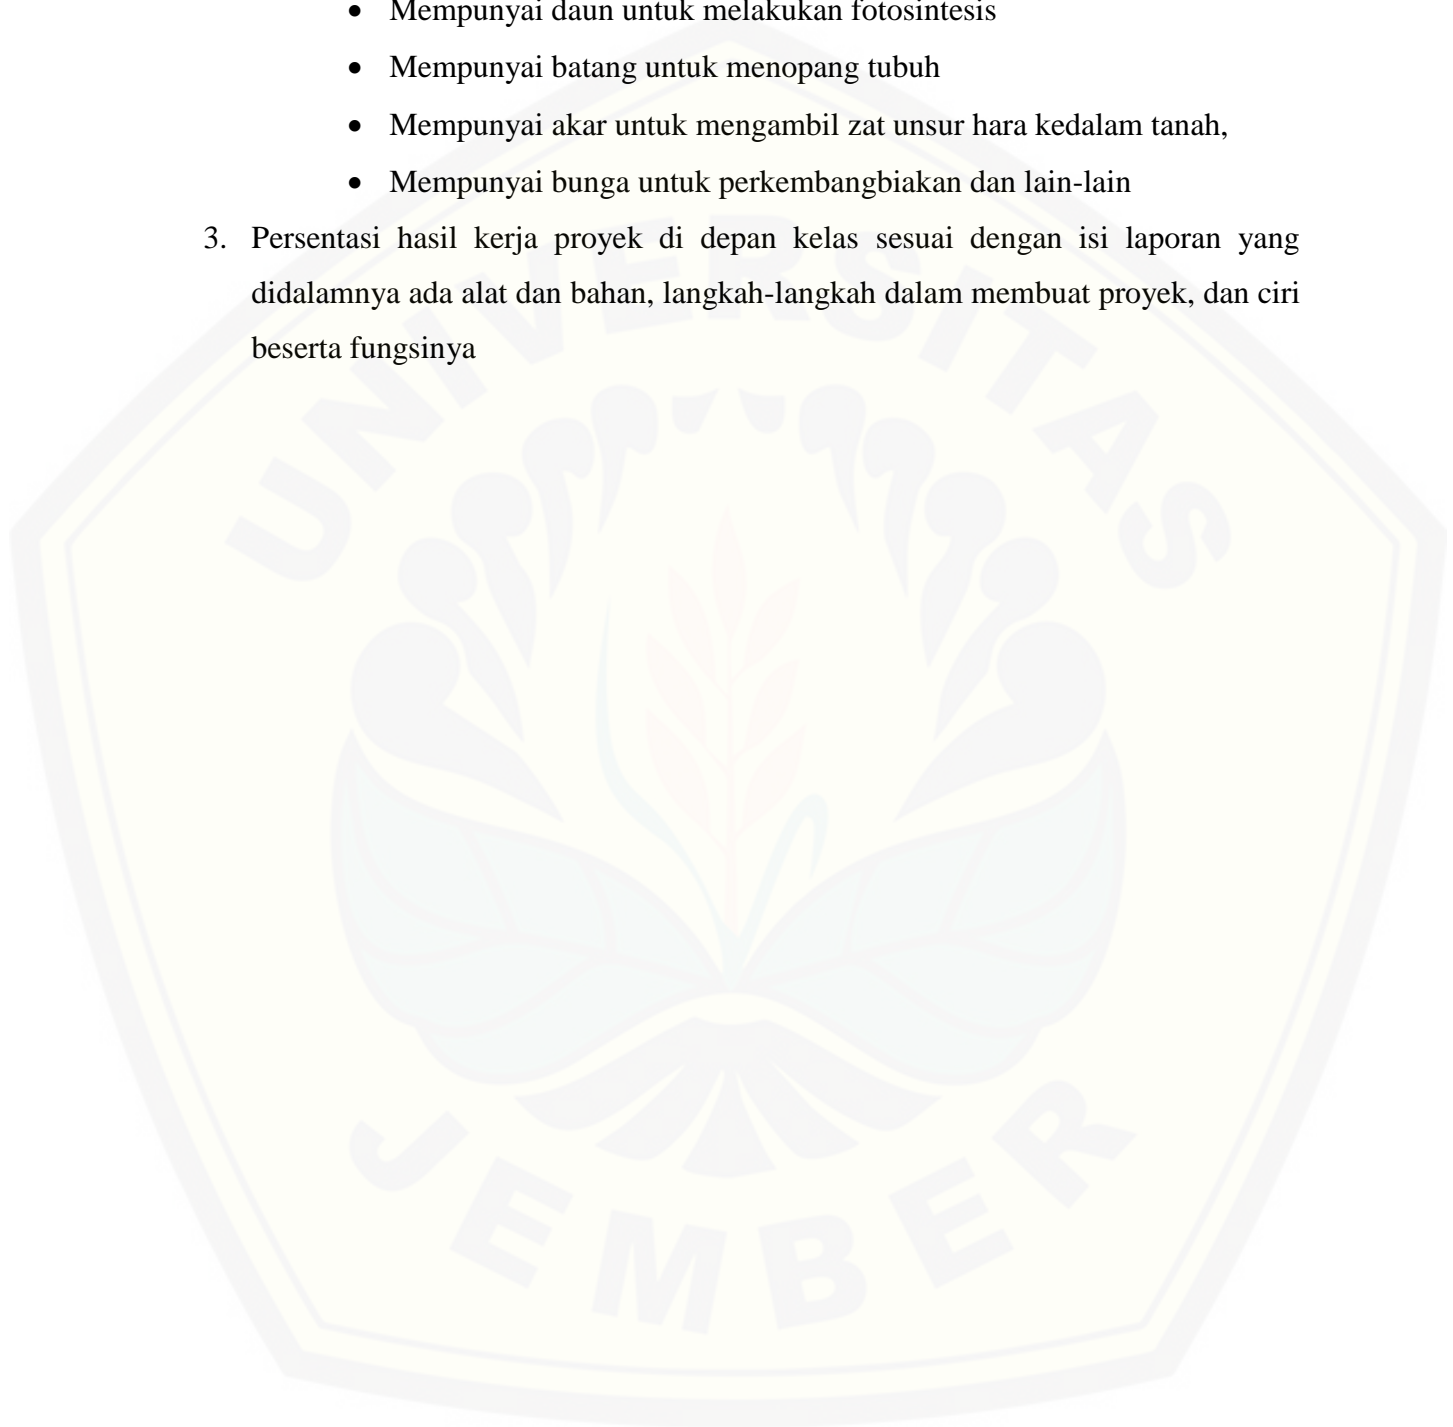 • Mempunyai daun untuk melakukan fotosintesis
• Mempunyai batang untuk menopang tubuh
• Mempunyai akar untuk mengambil zat unsur hara kedalam tanah,
• Mempunyai bunga untuk perkembangbiakan dan lain-lain
3. Persentasi hasil kerja proyek di depan kelas sesuai dengan isi laporan yang
didalamnya ada alat dan bahan, langkah-langkah dalam membuat proyek, dan ciri
beserta fungsinya
UNIVERSITAS
JEMBER